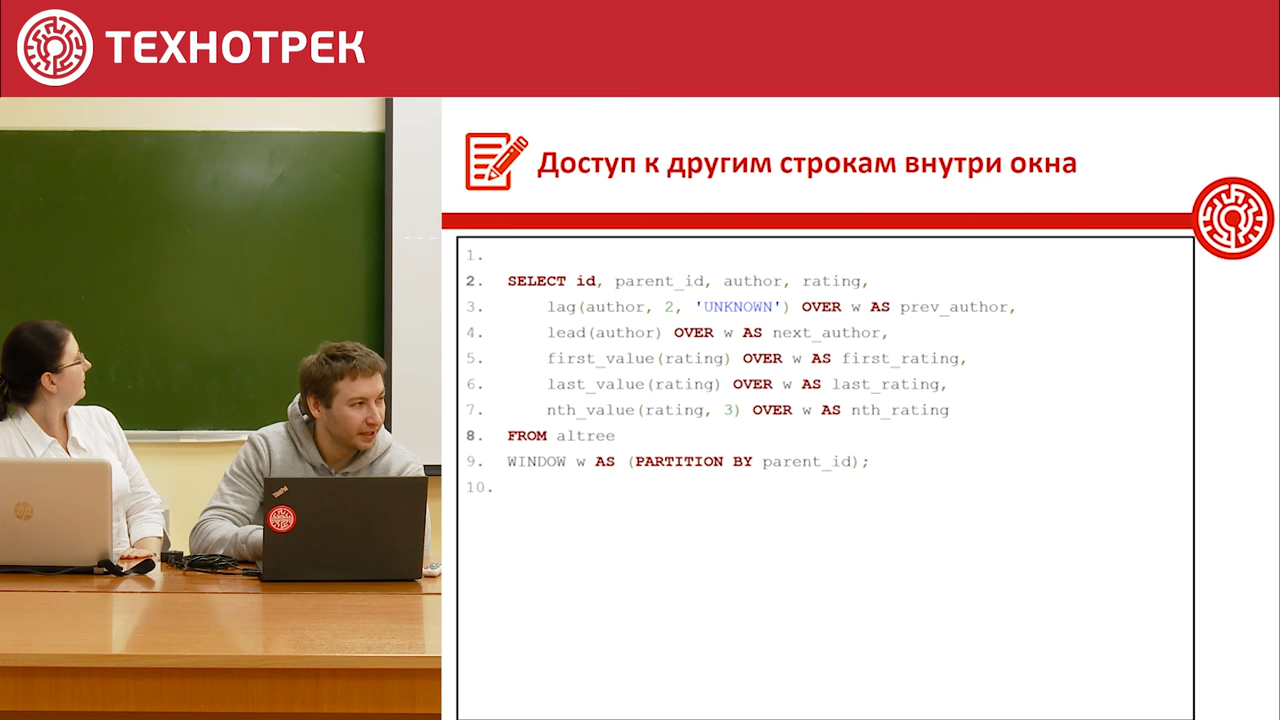 ТЕХНОТРЕК
Доступ к другим строкам внутри окна
1.
2. SELECT id, parent_id, author, rating,
3. lag(author, 2, 'UNKNOWN') OVER w AS prev_author,
4. lead(author) OVER w AS next_author,
5. first_value(rating) OVER w AS first_rating,
6. last_value(rating) OVER w AS last_rating,
7. nth_value(rating, 3) OVER w AS nth_rating
8. FROM altree
9. WINDOW w AS (PARTITION BY parent_id);
10.
ThinkPad
hp